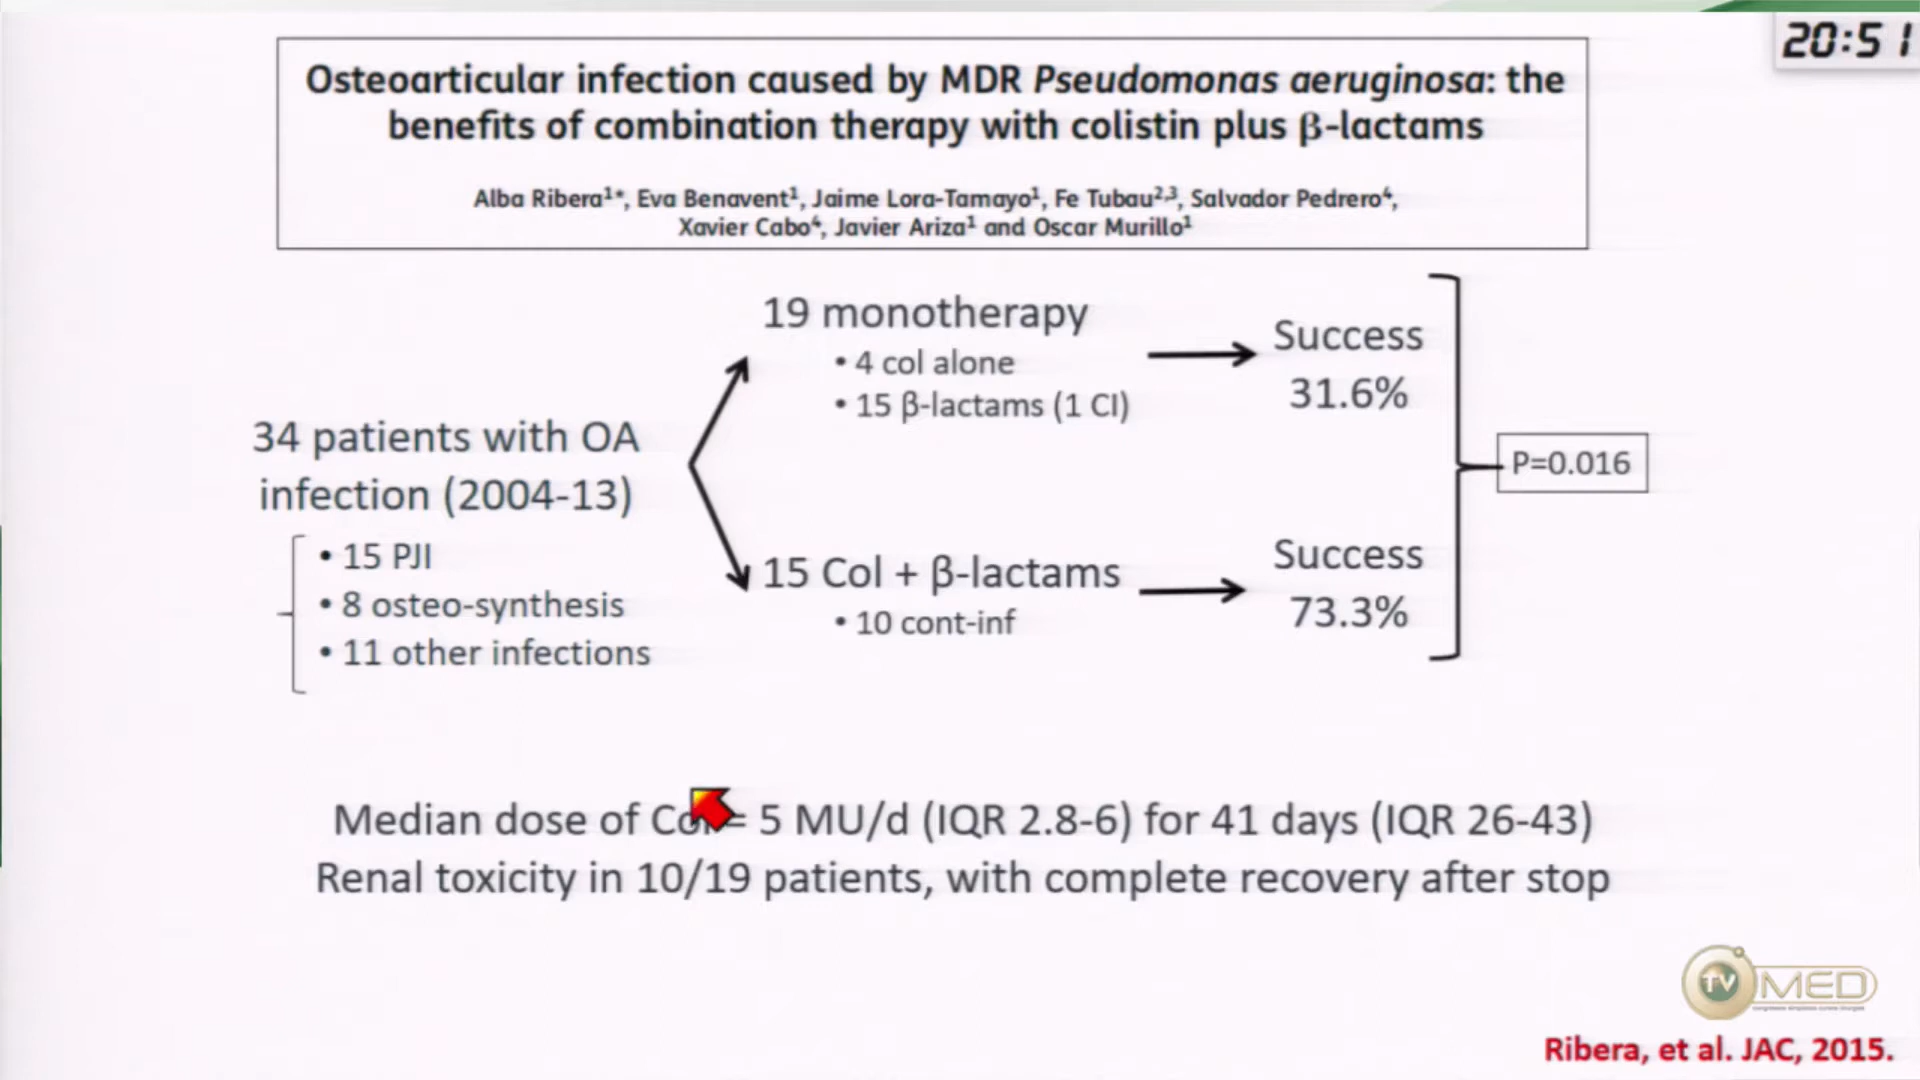 20:51
Osteoarticular infection caused by MDR Pseudomonas aeruginosa: the
benefits of combination therapy with colistin plus β-lactams
Alba Ribera1*, Eva Benavent1, Jaime Lora-Tamayo1, Fe Tubau2,3, Salvador Pedrero4,
Xavier Cabo4, Javier Ariza1 and Oscar Murillo1
34 patients with OA
infection (2004-13)
• 15 PJI
• 8 osteo-synthesis
• 11 other infections
19 monotherapy
• 4 col alone
• 15 β-lactams (1 CI)
Success
31.6%
15 Col + β-lactams
• 10 cont-inf
Success
73.3%
P=0.016
Median dose of Col = 5 MU/d (IQR 2.8-6) for 41 days (IQR 26-43)
Renal toxicity in 10/19 patients, with complete recovery after stop
TV MED
Ribera, et al. JAC, 2015.